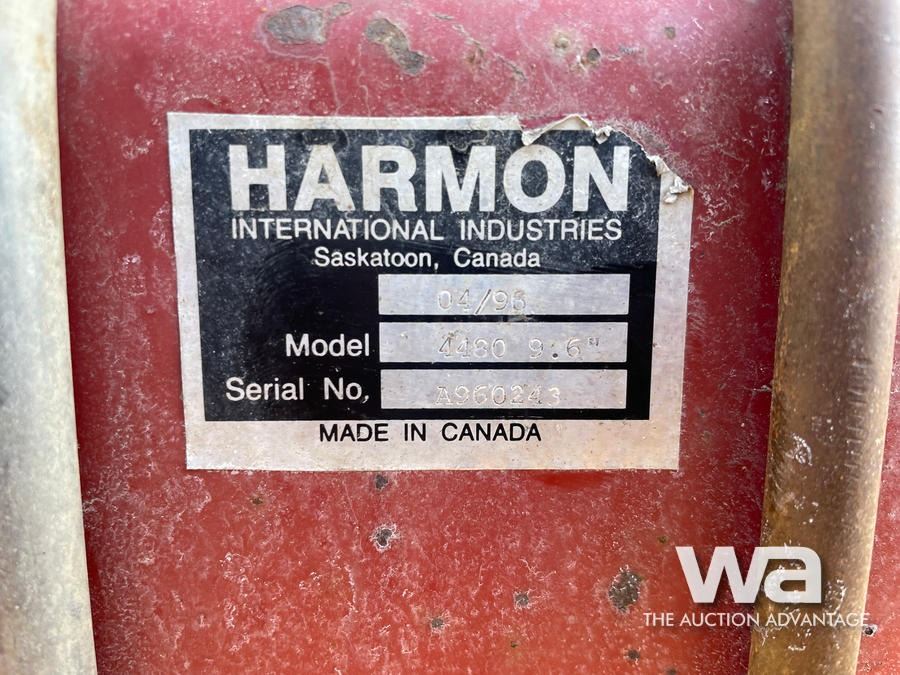 HARMON
INTERNATIONAL INDUSTRIES
Saskatoon, Canada
04/96
Model 4480 9:6"
Serial No. A960243
MADE IN CANADA
wa
THE AUCTION ADVANTAGE